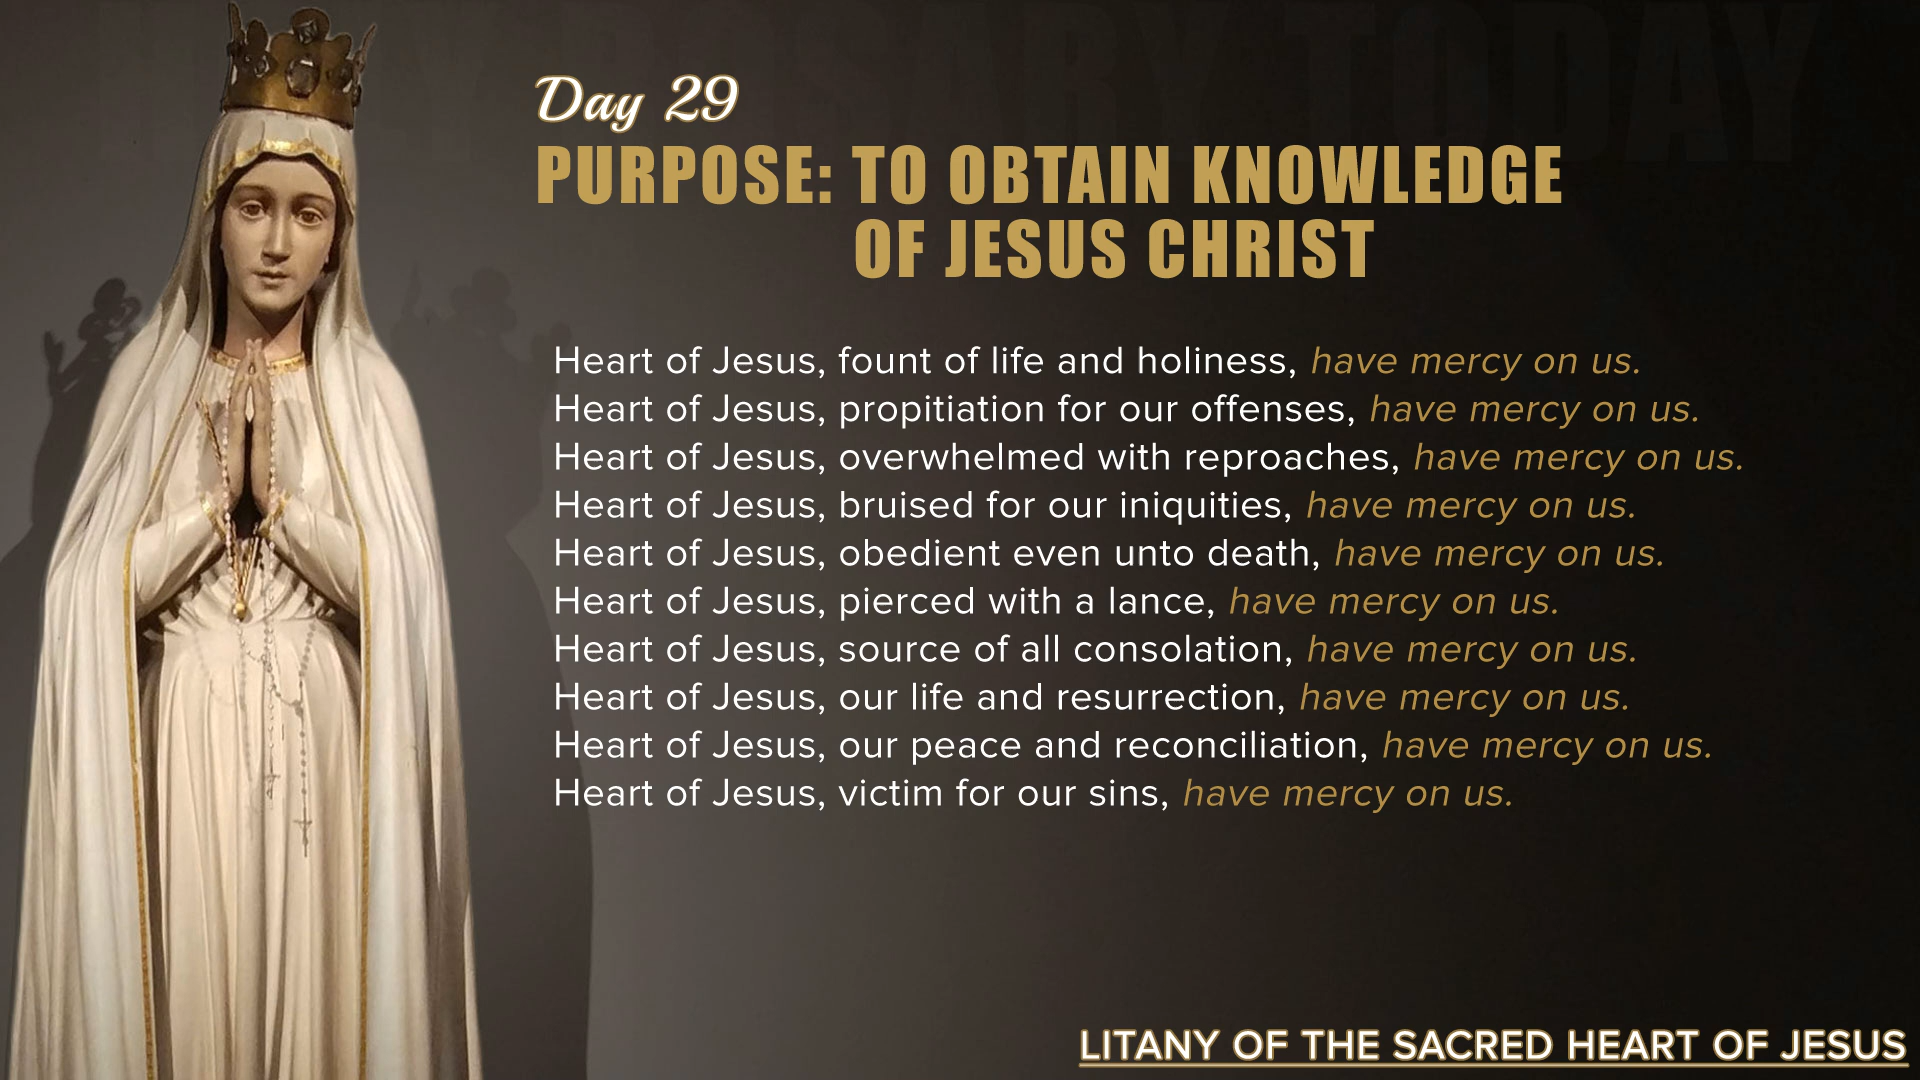 HOLY ROSARY TODAY
Day 29
PURPOSE: TO OBTAIN KNOWLEDGE
OF JESUS CHRIST
Heart of Jesus, fount of life and holiness, have mercy on us.
Heart of Jesus, propitiation for our offenses, have mercy on us.
Heart of Jesus, overwhelmed with reproaches, have mercy on us.
Heart of Jesus, bruised for our iniquities, have mercy on us.
Heart of Jesus, obedient even unto death, have mercy on us.
Heart of Jesus, pierced with a lance, have mercy on us.
Heart of Jesus, source of all consolation, have mercy on us.
Heart of Jesus, our life and resurrection, have mercy on us.
Heart of Jesus, our peace and reconciliation, have mercy on us.
Heart of Jesus, victim for our sins, have mercy on us.
LITANY OF THE SACRED HEART OF JESUS